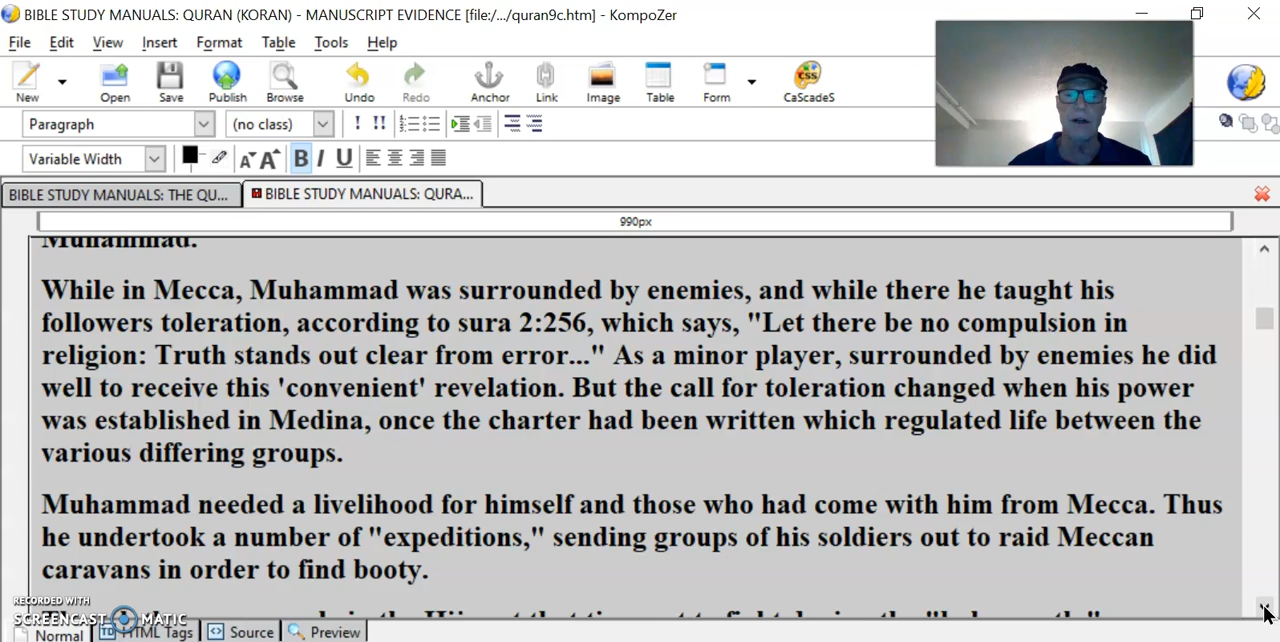 BIBLE STUDY MANUALS: QURAN (KORAN) - MANUSCRIPT EVIDENCE [file:/.../quran9c.htm] - KompoZer
File Edit View Insert Format Table Tools Help
New Open Save Publish Browse Undo Redo Anchor Link Image Table Form CaScadeS
CSS
Paragraph (no class) ! !!
Variable Width A A B I U
BIBLE STUDY MANUALS: THE QU... BIBLE STUDY MANUALS: QURA...
990px
Muhammad.
While in Mecca, Muhammad was surrounded by enemies, and while there he taught his
followers toleration, according to sura 2:256, which says, "Let there be no compulsion in
religion: Truth stands out clear from error..." As a minor player, surrounded by enemies he did
well to receive this 'convenient' revelation. But the call for toleration changed when his power
was established in Medina, once the charter had been written which regulated life between the
various differing groups.
Muhammad needed a livelihood for himself and those who had come with him from Mecca. Thus
he undertook a number of "expeditions," sending groups of his soldiers out to raid Meccan
caravans in order to find booty.
RECORDED WITH
SCREENCAST MATIC
Normal TD HTML Tags Source Preview